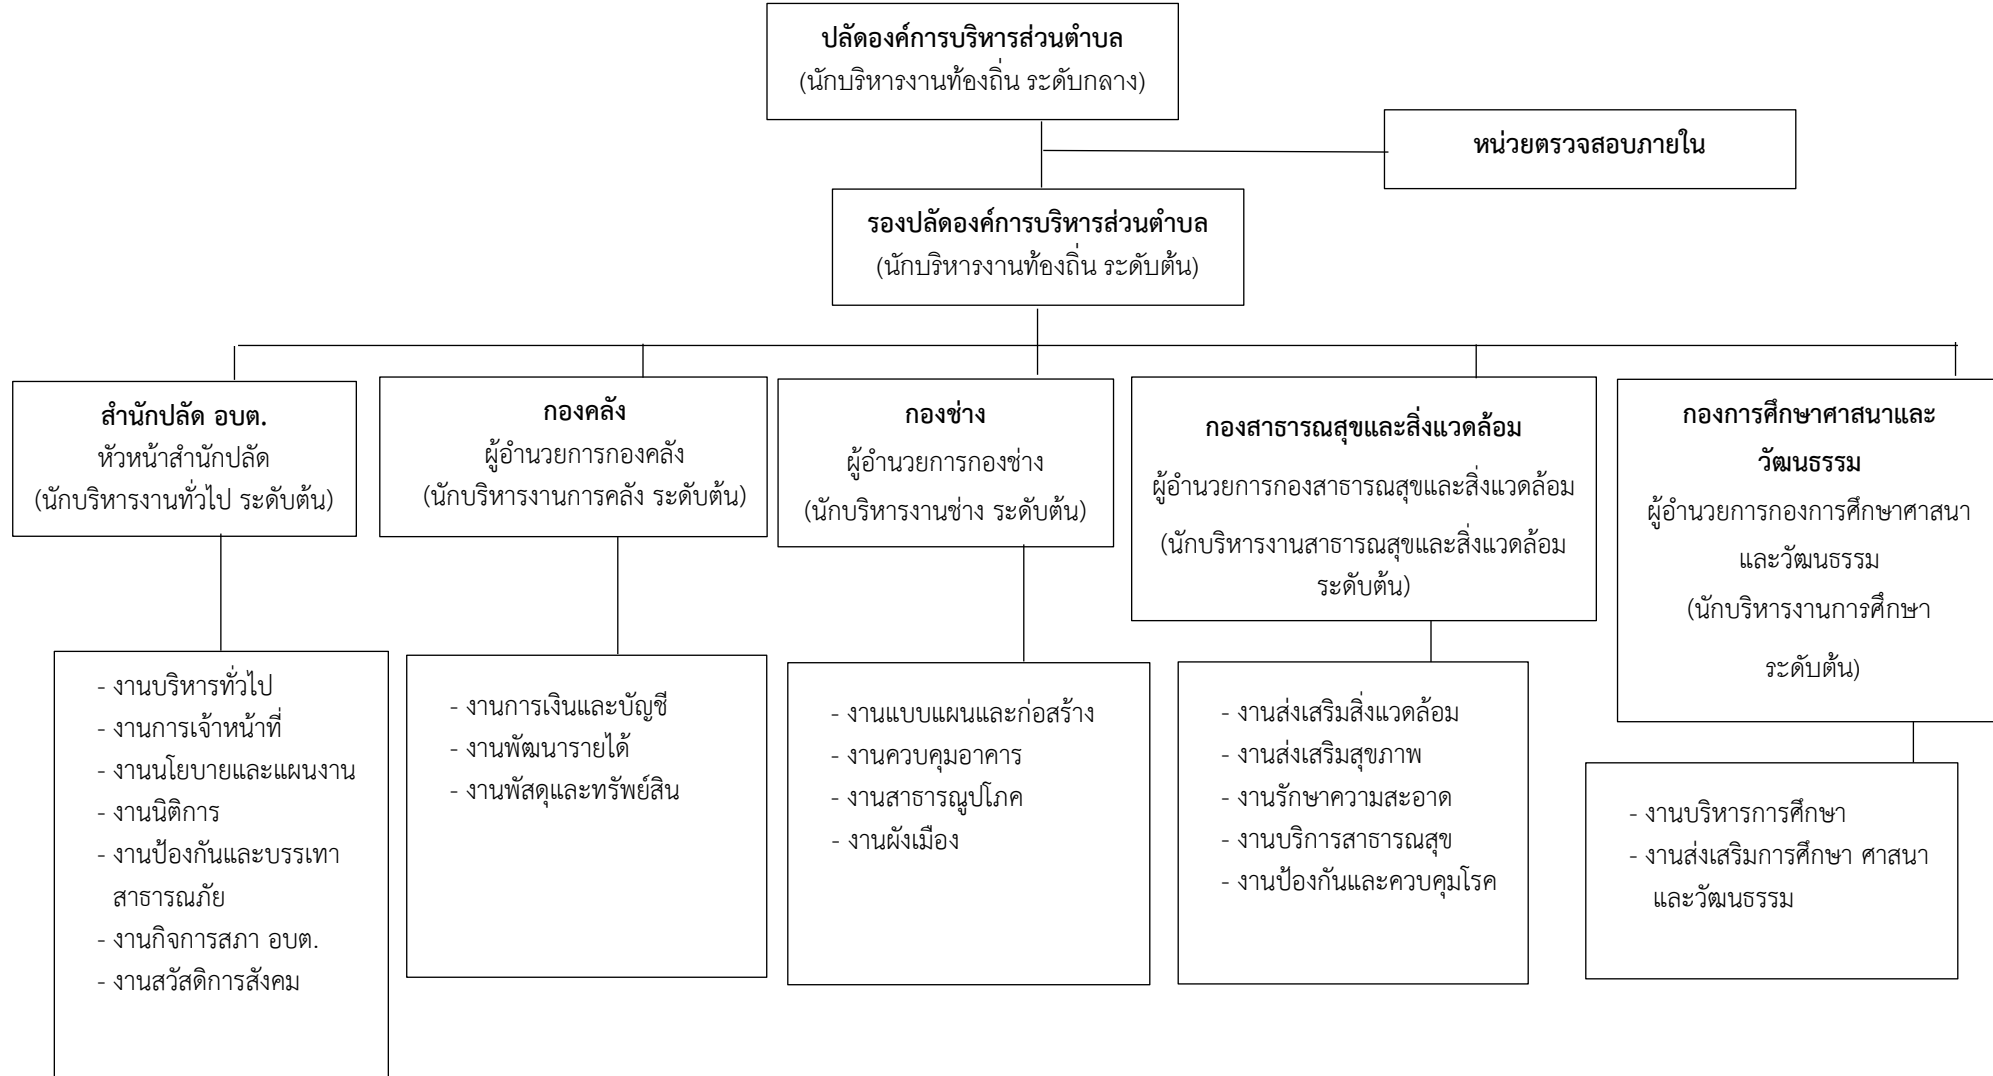 ปลัดองค์การบริหารส่วนตำบล
(นักบริหารงานท้องถิ่น ระดับกลาง)
หน่วยตรวจสอบภายใน
รองปลัดองค์การบริหารส่วนตำบล
(นักบริหารงานท้องถิ่น ระดับต้น)
สำนักปลัด อบต.
หัวหน้าสำนักปลัด
(นักบริหารงานทั่วไป ระดับต้น)
กองคลัง
ผู้อำนวยการกองคลัง
(นักบริหารงานการคลัง ระดับต้น)
กองช่าง
ผู้อำนวยการกองช่าง
(นักบริหารงานช่าง ระดับต้น)
กองสาธารณสุขและสิ่งแวดล้อม
ผู้อำนวยการกองสาธารณสุขและสิ่งแวดล้อม
(นักบริหารงานสาธารณสุขและสิ่งแวดล้อม
ระดับต้น)
กองการศึกษาศาสนาและ
วัฒนธรรม
ผู้อำนวยการกองการศึกษาศาสนา
และวัฒนธรรม
(นักบริหารงานการศึกษา
ระดับต้น)
- งานบริหารทั่วไป
- งานการเจ้าหน้าที่
- งานนโยบายและแผนงาน
- งานนิติการ
- งานป้องกันและบรรเทา
สาธารณภัย
- งานกิจการสภา อบต.
- งานสวัสดิการสังคม
- งานการเงินและบัญชี
- งานพัฒนารายได้
- งานพัสดุและทรัพย์สิน
- งานแบบแผนและก่อสร้าง
- งานควบคุมอาคาร
- งานสาธารณูปโภค
- งานผังเมือง
- งานส่งเสริมสิ่งแวดล้อม
- งานส่งเสริมสุขภาพ
- งานรักษาความสะอาด
- งานบริการสาธารณสุข
- งานป้องกันและควบคุมโรค
- งานบริหารการศึกษา
- งานส่งเสริมการศึกษา ศาสนา
และวัฒนธรรม